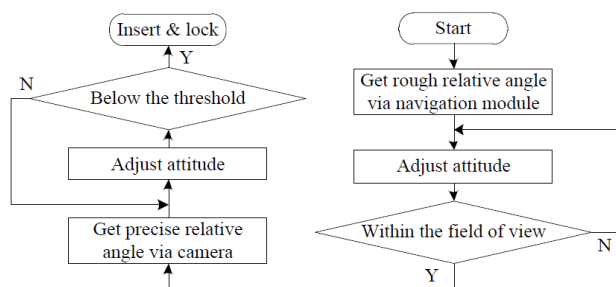 Insert & lock
Y
N
Below the threshold
Adjust attitude
Get precise relative
angle via camera
Start
Get rough relative angle
via navigation module
Adjust attitude
Within the field of view
N
Y